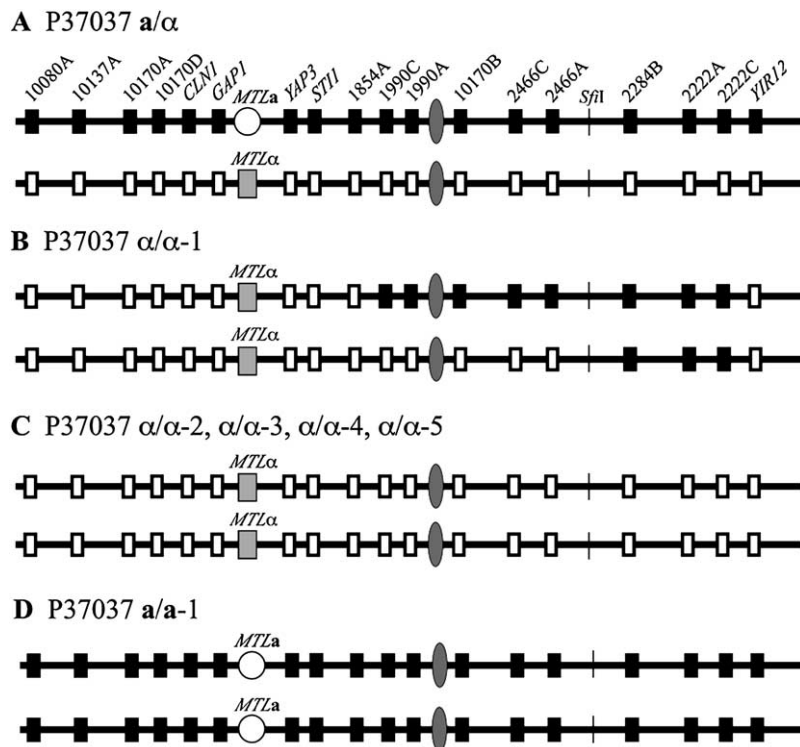 A P37037 a/α
10080A 10137A 10170A 10170D CLN1 GAP1 MTLa YAP3 STI1 1854A 1990C 1990A 10170B 2466C 2466A SfiI 2284B 2222A 2222C YIR12
MTLα
B P37037 α/α-1
MTLα
MTLα
C P37037 α/α-2, α/α-3, α/α-4, α/α-5
MTLα
MTLα
D P37037 a/a-1
MTLa
MTLa